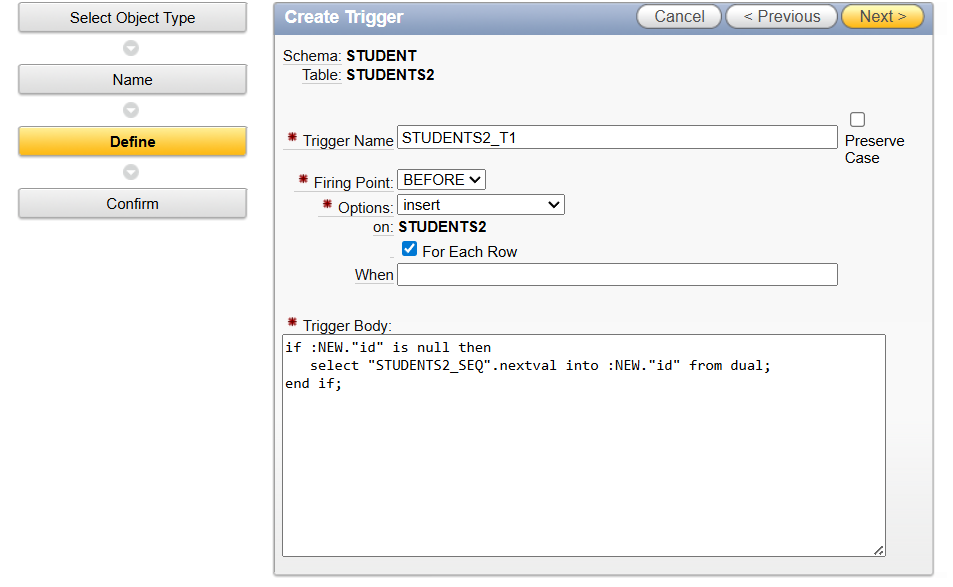 Select Object Type
Name
Define
Confirm
Create Trigger
Cancel
< Previous
Next >
Schema: STUDENT
Table: STUDENTS2
Trigger Name STUDENTS2_T1
Preserve
Case
Firing Point: BEFORE
Options: insert
on: STUDENTS2
For Each Row
When
Trigger Body:
if :NEW."id" is null then
   select "STUDENTS2_SEQ".nextval into :NEW."id" from dual;
end if;